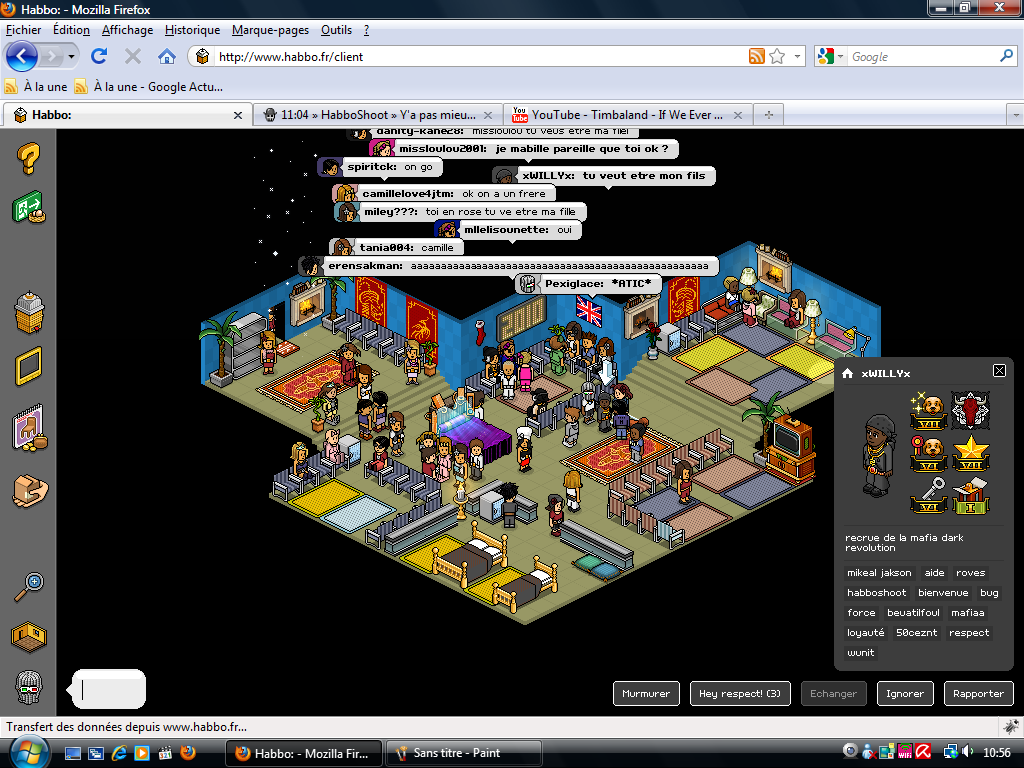 Habbo: - Mozilla Firefox
Fichier Édition Affichage Historique Marque-pages Outils ?
http://www.habbo.fr/client
Google
À la une À la une - Google Actu...
Habbo:
11:04 » HabboShoot » Y'a pas mieu...
You Tube
YouTube - Timbaland - If We Ever ...
danity-kane28: missloulou tu veus etre ma fille!
missloulou2001: je mabille pareille que toi ok ?
spiritck: on go
xWILLYx: tu veut etre mon fils
camillelove4jtm: ok on a un frere
miley???: toi en rose tu ve etre ma fille
mllelisounette: oui
tania004: camille
erensakman: aaaaaaaaaaaaaaaaaaaaaaaaaaaaaaaaaaaaaaaaaaaaaaaaaa
Pexiglace: *ATIC*
xWILLYx
recrue de la mafia dark
revolution
mikeal jakson aide roves
habboshoot bienvenue bug
force beuatilfoul mafiaa
loyauté 50ceznt respect
wunit
Murmurer
Hey respect! (3)
Echanger
Ignorer
Rapporter
Transfert des données depuis www.habbo.fr...
Habbo: - Mozilla Fir...
Sans titre - Paint
WiFi
10:56